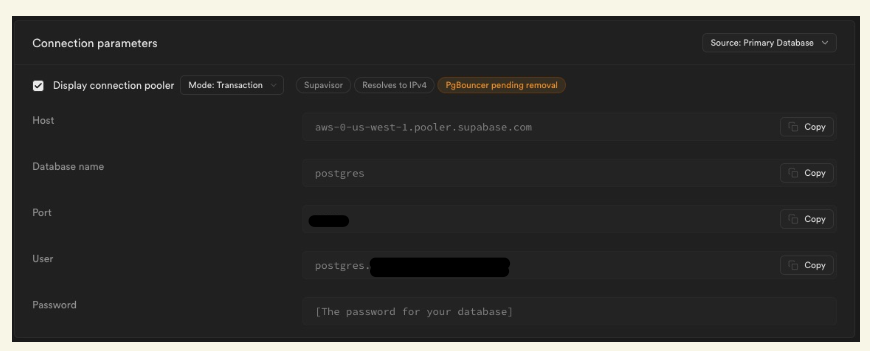 Connection parameters
Source: Primary Database
Display connection pooler Mode: Transaction Supavisor Resolves to IPv4 PgBouncer pending removal
Host
aws-0-us-west-1.pooler.supabase.com Copy
Database name
postgres Copy
Port
Copy
User
postgres. Copy
Password
[The password for your database]